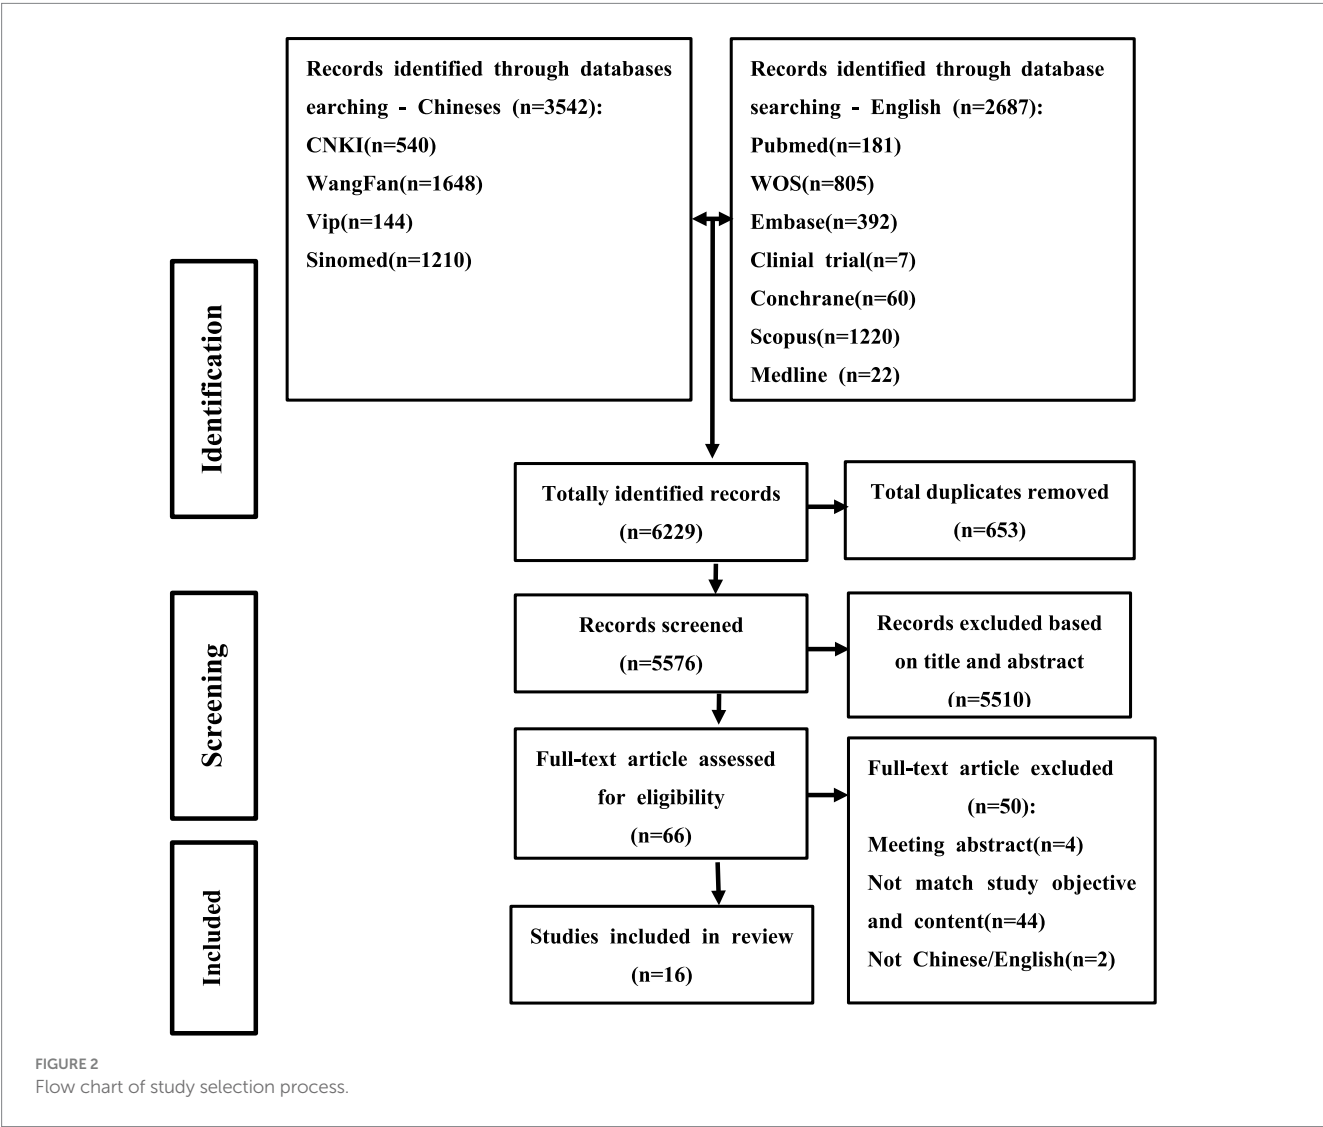 Records identified through databases
earching - Chineses (n=3542):
CNKI(n=540)
WangFan(n=1648)
Vip(n=144)
Sinomed(n=1210)
Records identified through database
searching - English (n=2687):
Pubmed(n=181)
WOS(n=805)
Embase(n=392)
Clinial trial(n=7)
Conchrane(n=60)
Scopus(n=1220)
Medline (n=22)
Identification
Totally identified records
(n=6229)
Total duplicates removed
(n=653)
Screening
Records screened
(n=5576)
Records excluded based
on title and abstract
(n=5510)
Full-text article assessed
for eligibility
(n=66)
Full-text article excluded
(n=50):
Meeting abstract(n=4)
Not match study objective
and content(n=44)
Not Chinese/English(n=2)
Included
Studies included in review
(n=16)
FIGURE 2
Flow chart of study selection process.